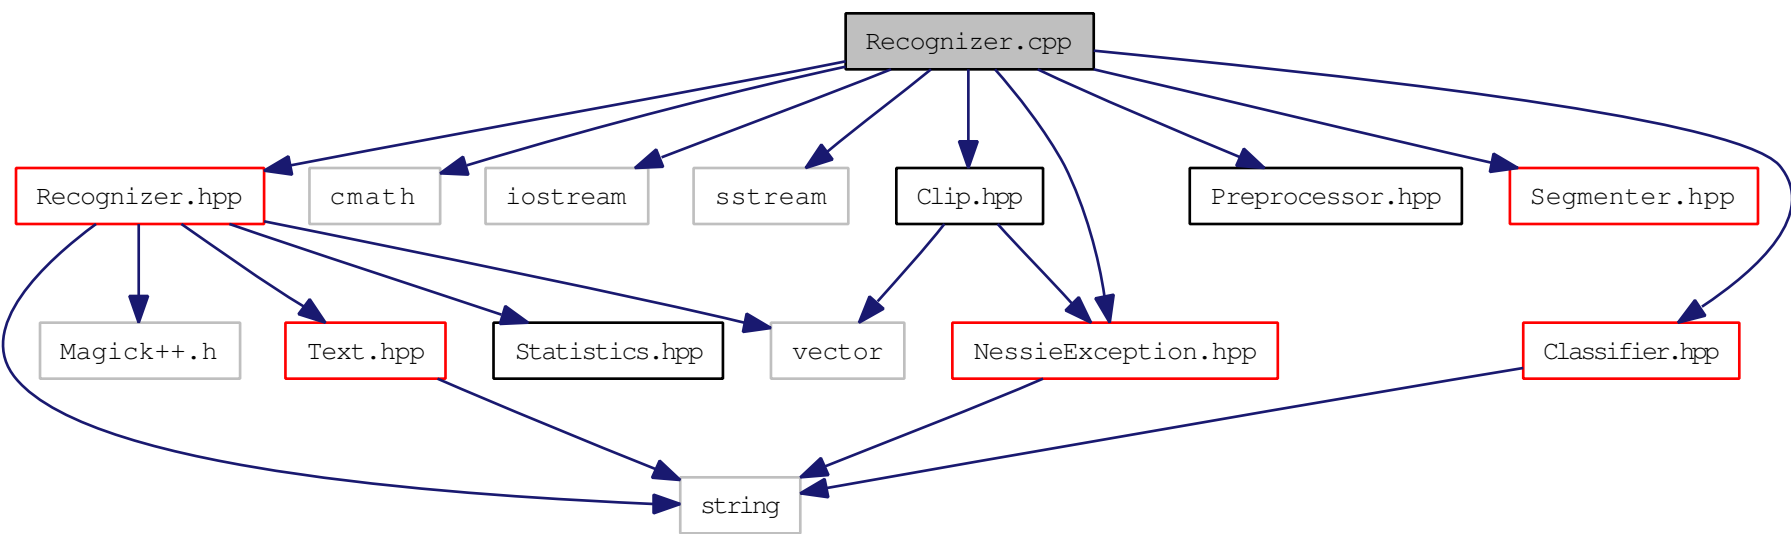 Recognizer.cpp
Recognizer.hpp
cmath
iostream
sstream
Clip.hpp
Preprocessor.hpp
Segmenter.hpp
Magick++.h
Text.hpp
Statistics.hpp
vector
NessieException.hpp
Classifier.hpp
string